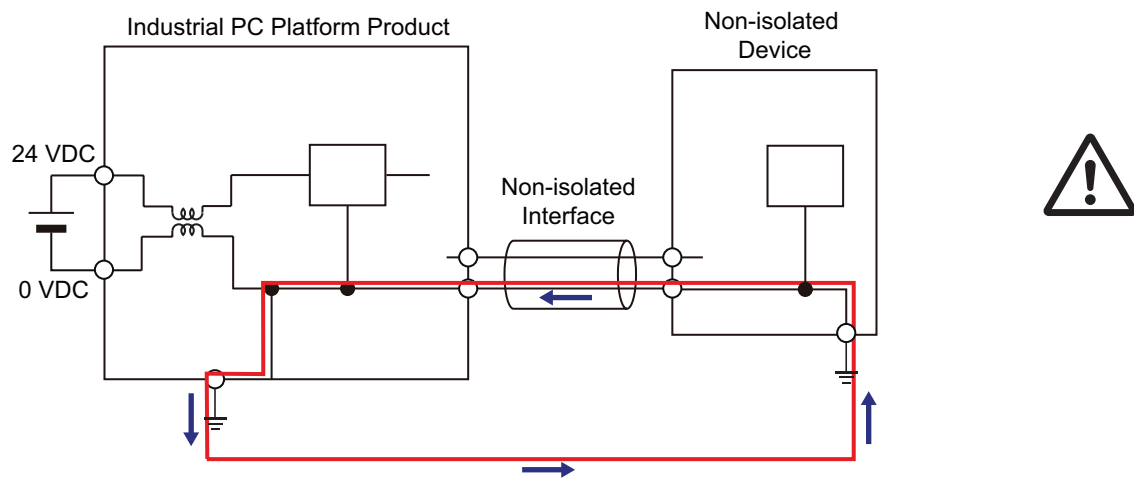 Industrial PC Platform Product
Non-isolated
Device
24 VDC
Non-isolated
Interface
0 VDC